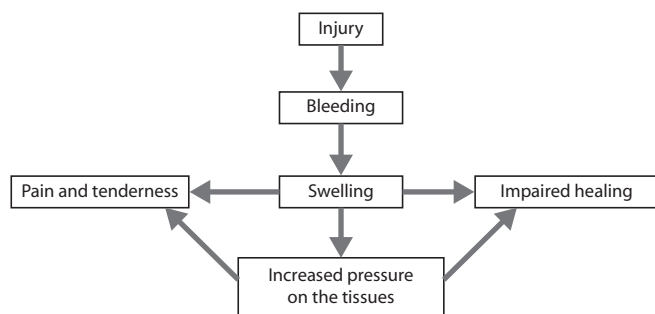 Injury
Bleeding
Pain and tenderness
Swelling
Impaired healing
Increased pressure
on the tissues